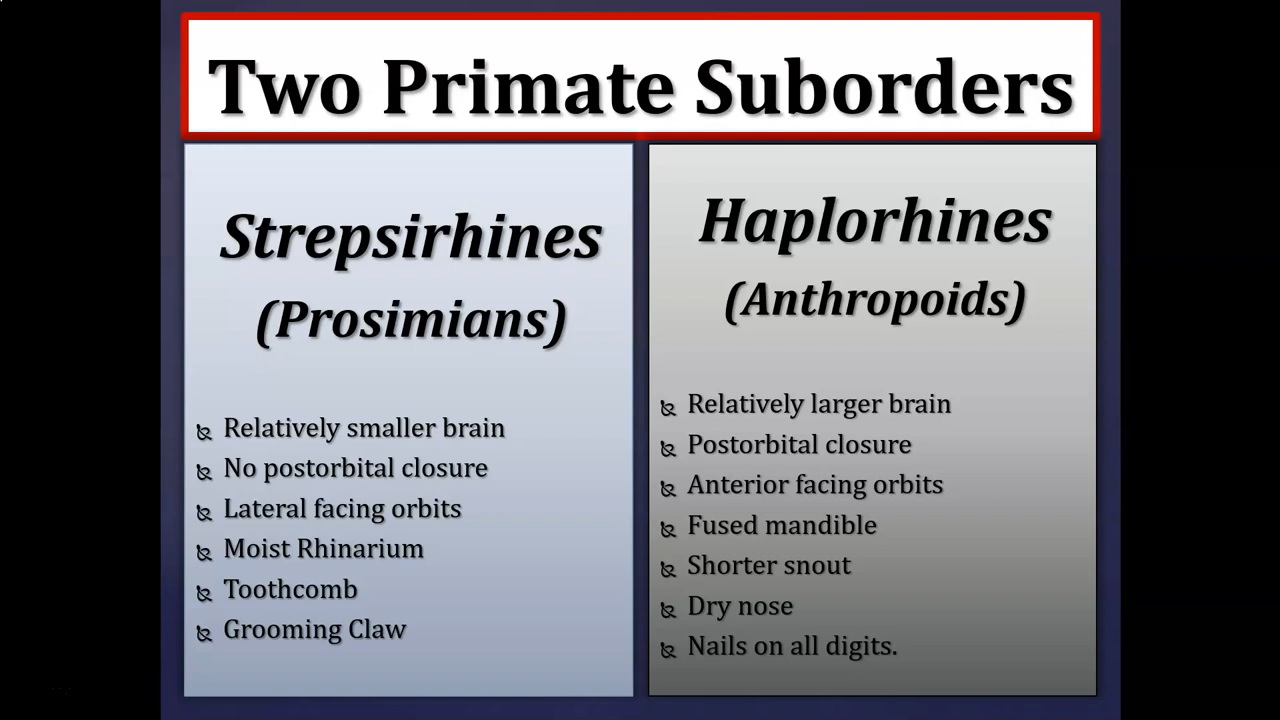 Two Primate Suborders
Strepsirhines
(Prosimians)
Relatively smaller brain
No postorbital closure
Lateral facing orbits
Moist Rhinarium
Toothcomb
Grooming Claw
Haplorhines
(Anthropoids)
Relatively larger brain
Postorbital closure
Anterior facing orbits
Fused mandible
Shorter snout
Dry nose
Nails on all digits.